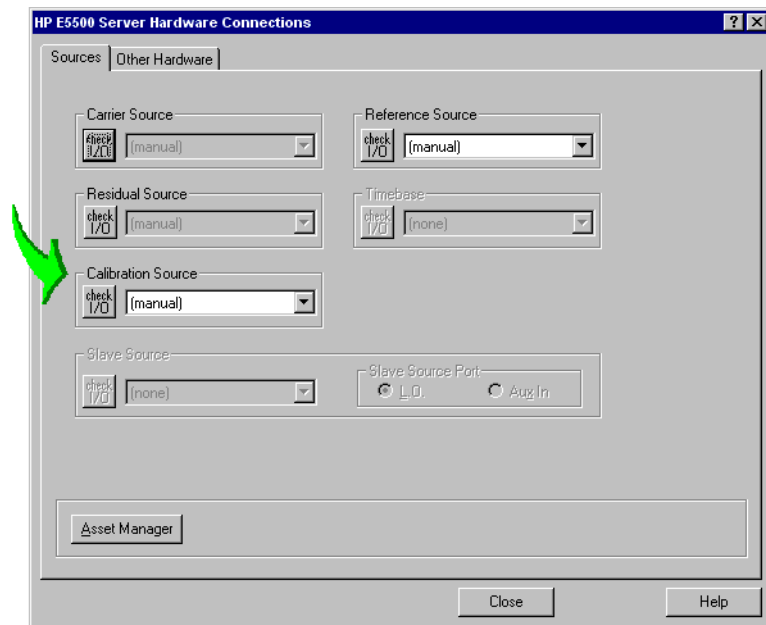 HP E5500 Server Hardware Connections
Sources
Other Hardware
Carrier Source
check I/O
(manual)
Reference Source
check I/O
(manual)
Residual Source
check I/O
(manual)
Timebase
check I/O
(none)
Calibration Source
check I/O
(manual)
Slave Source
check I/O
(none)
Slave Source Port
L.O.
Aux In
Asset Manager
Close
Help